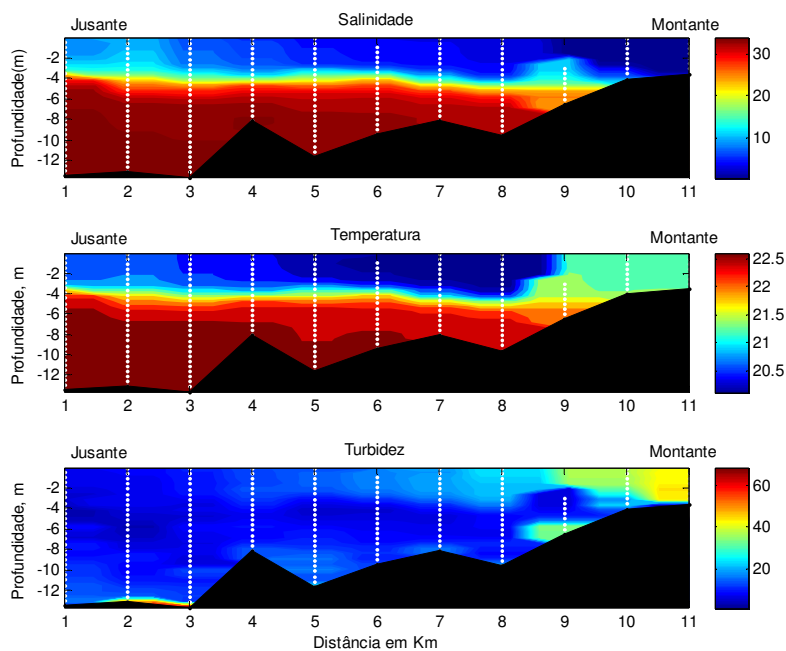 Jusante Salinidade Montante
Profundidade(m)
-2
-4
-6
-8
-10
-12
1 2 3 4 5 6 7 8 9 10 11
30
20
10
Jusante Temperatura Montante
Profundidade, m
-2
-4
-6
-8
-10
-12
1 2 3 4 5 6 7 8 9 10 11
22.5
22
21.5
21
20.5
Jusante Turbidez Montante
Profundidade, m
-2
-4
-6
-8
-10
-12
1 2 3 4 5 6 7 8 9 10 11
60
40
20
Distância em Km